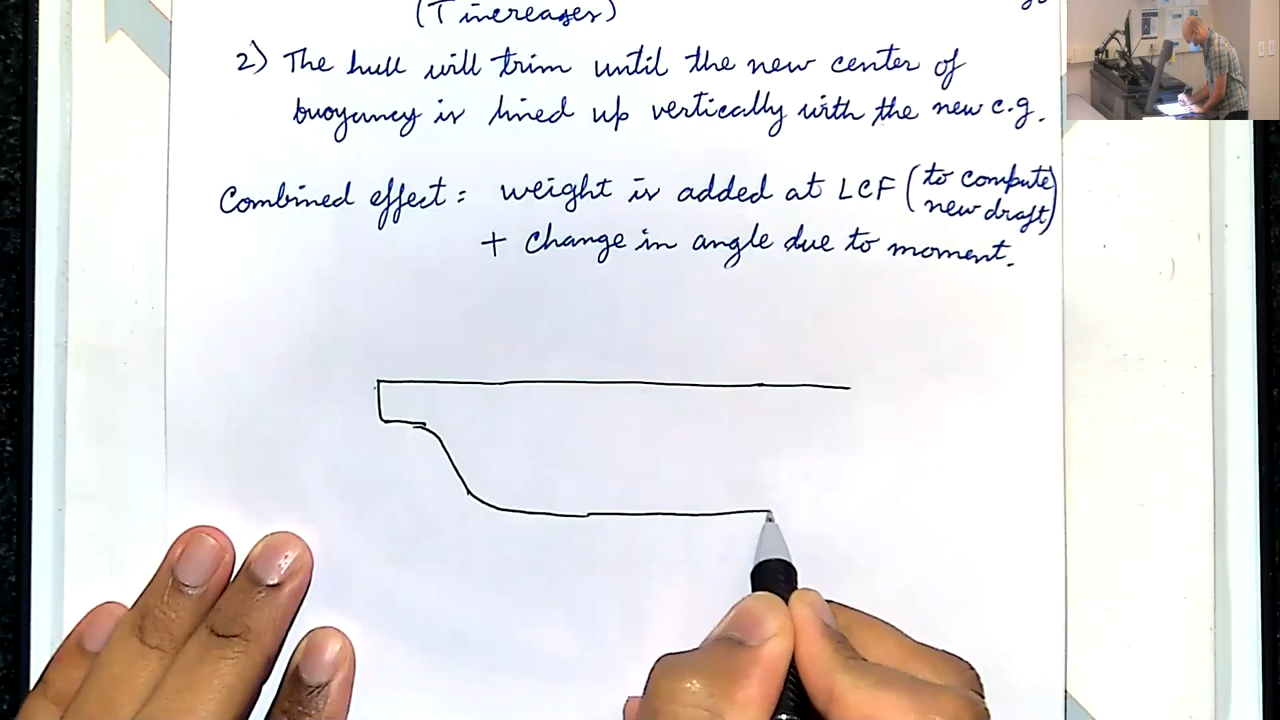 (T increases)
2) The hull will trim until the new center of
buoyancy is lined up vertically with the new c.g.
Combined effect = weight is added at LCF (to compute
new draft)
+ change in angle due to moment.